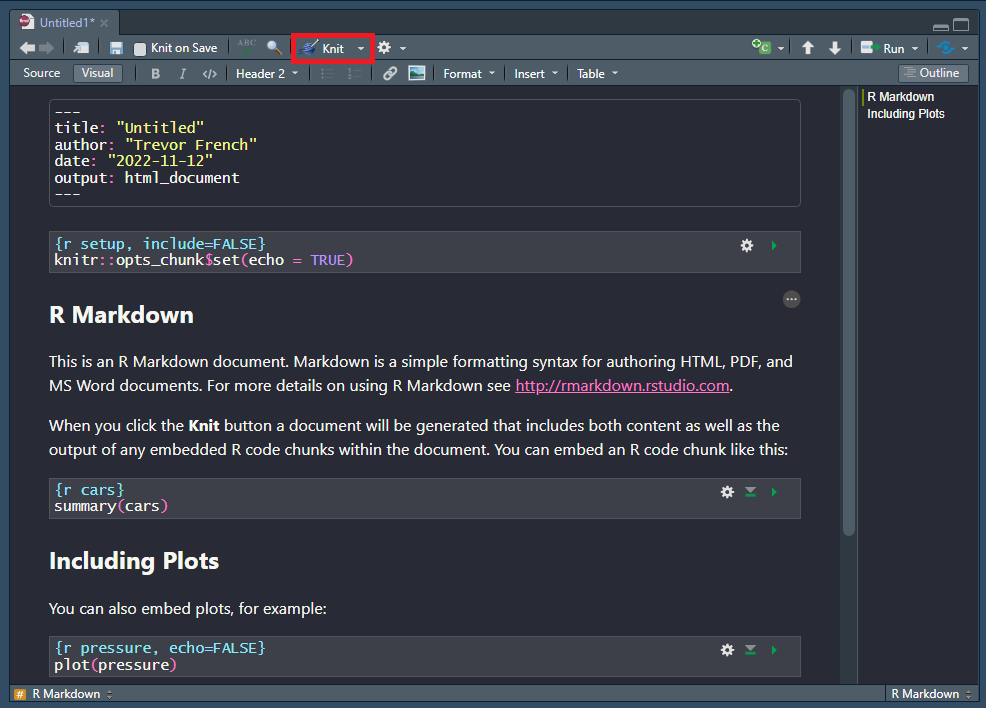 Untitled1* ×
Knit on Save ABC Knit C Run
Source Visual B I </> Header 2 Format Insert Table Outline
---
title: "Untitled"
author: "Trevor French"
date: "2022-11-12"
output: html_document
---
{r setup, include=FALSE}
knitr::opts_chunk$set(echo = TRUE)
R Markdown
This is an R Markdown document. Markdown is a simple formatting syntax for authoring HTML, PDF, and
MS Word documents. For more details on using R Markdown see http://rmarkdown.rstudio.com.
When you click the Knit button a document will be generated that includes both content as well as the
output of any embedded R code chunks within the document. You can embed an R code chunk like this:
{r cars}
summary(cars)
Including Plots
You can also embed plots, for example:
{r pressure, echo=FALSE}
plot(pressure)
R Markdown
Including Plots
# R Markdown
R Markdown